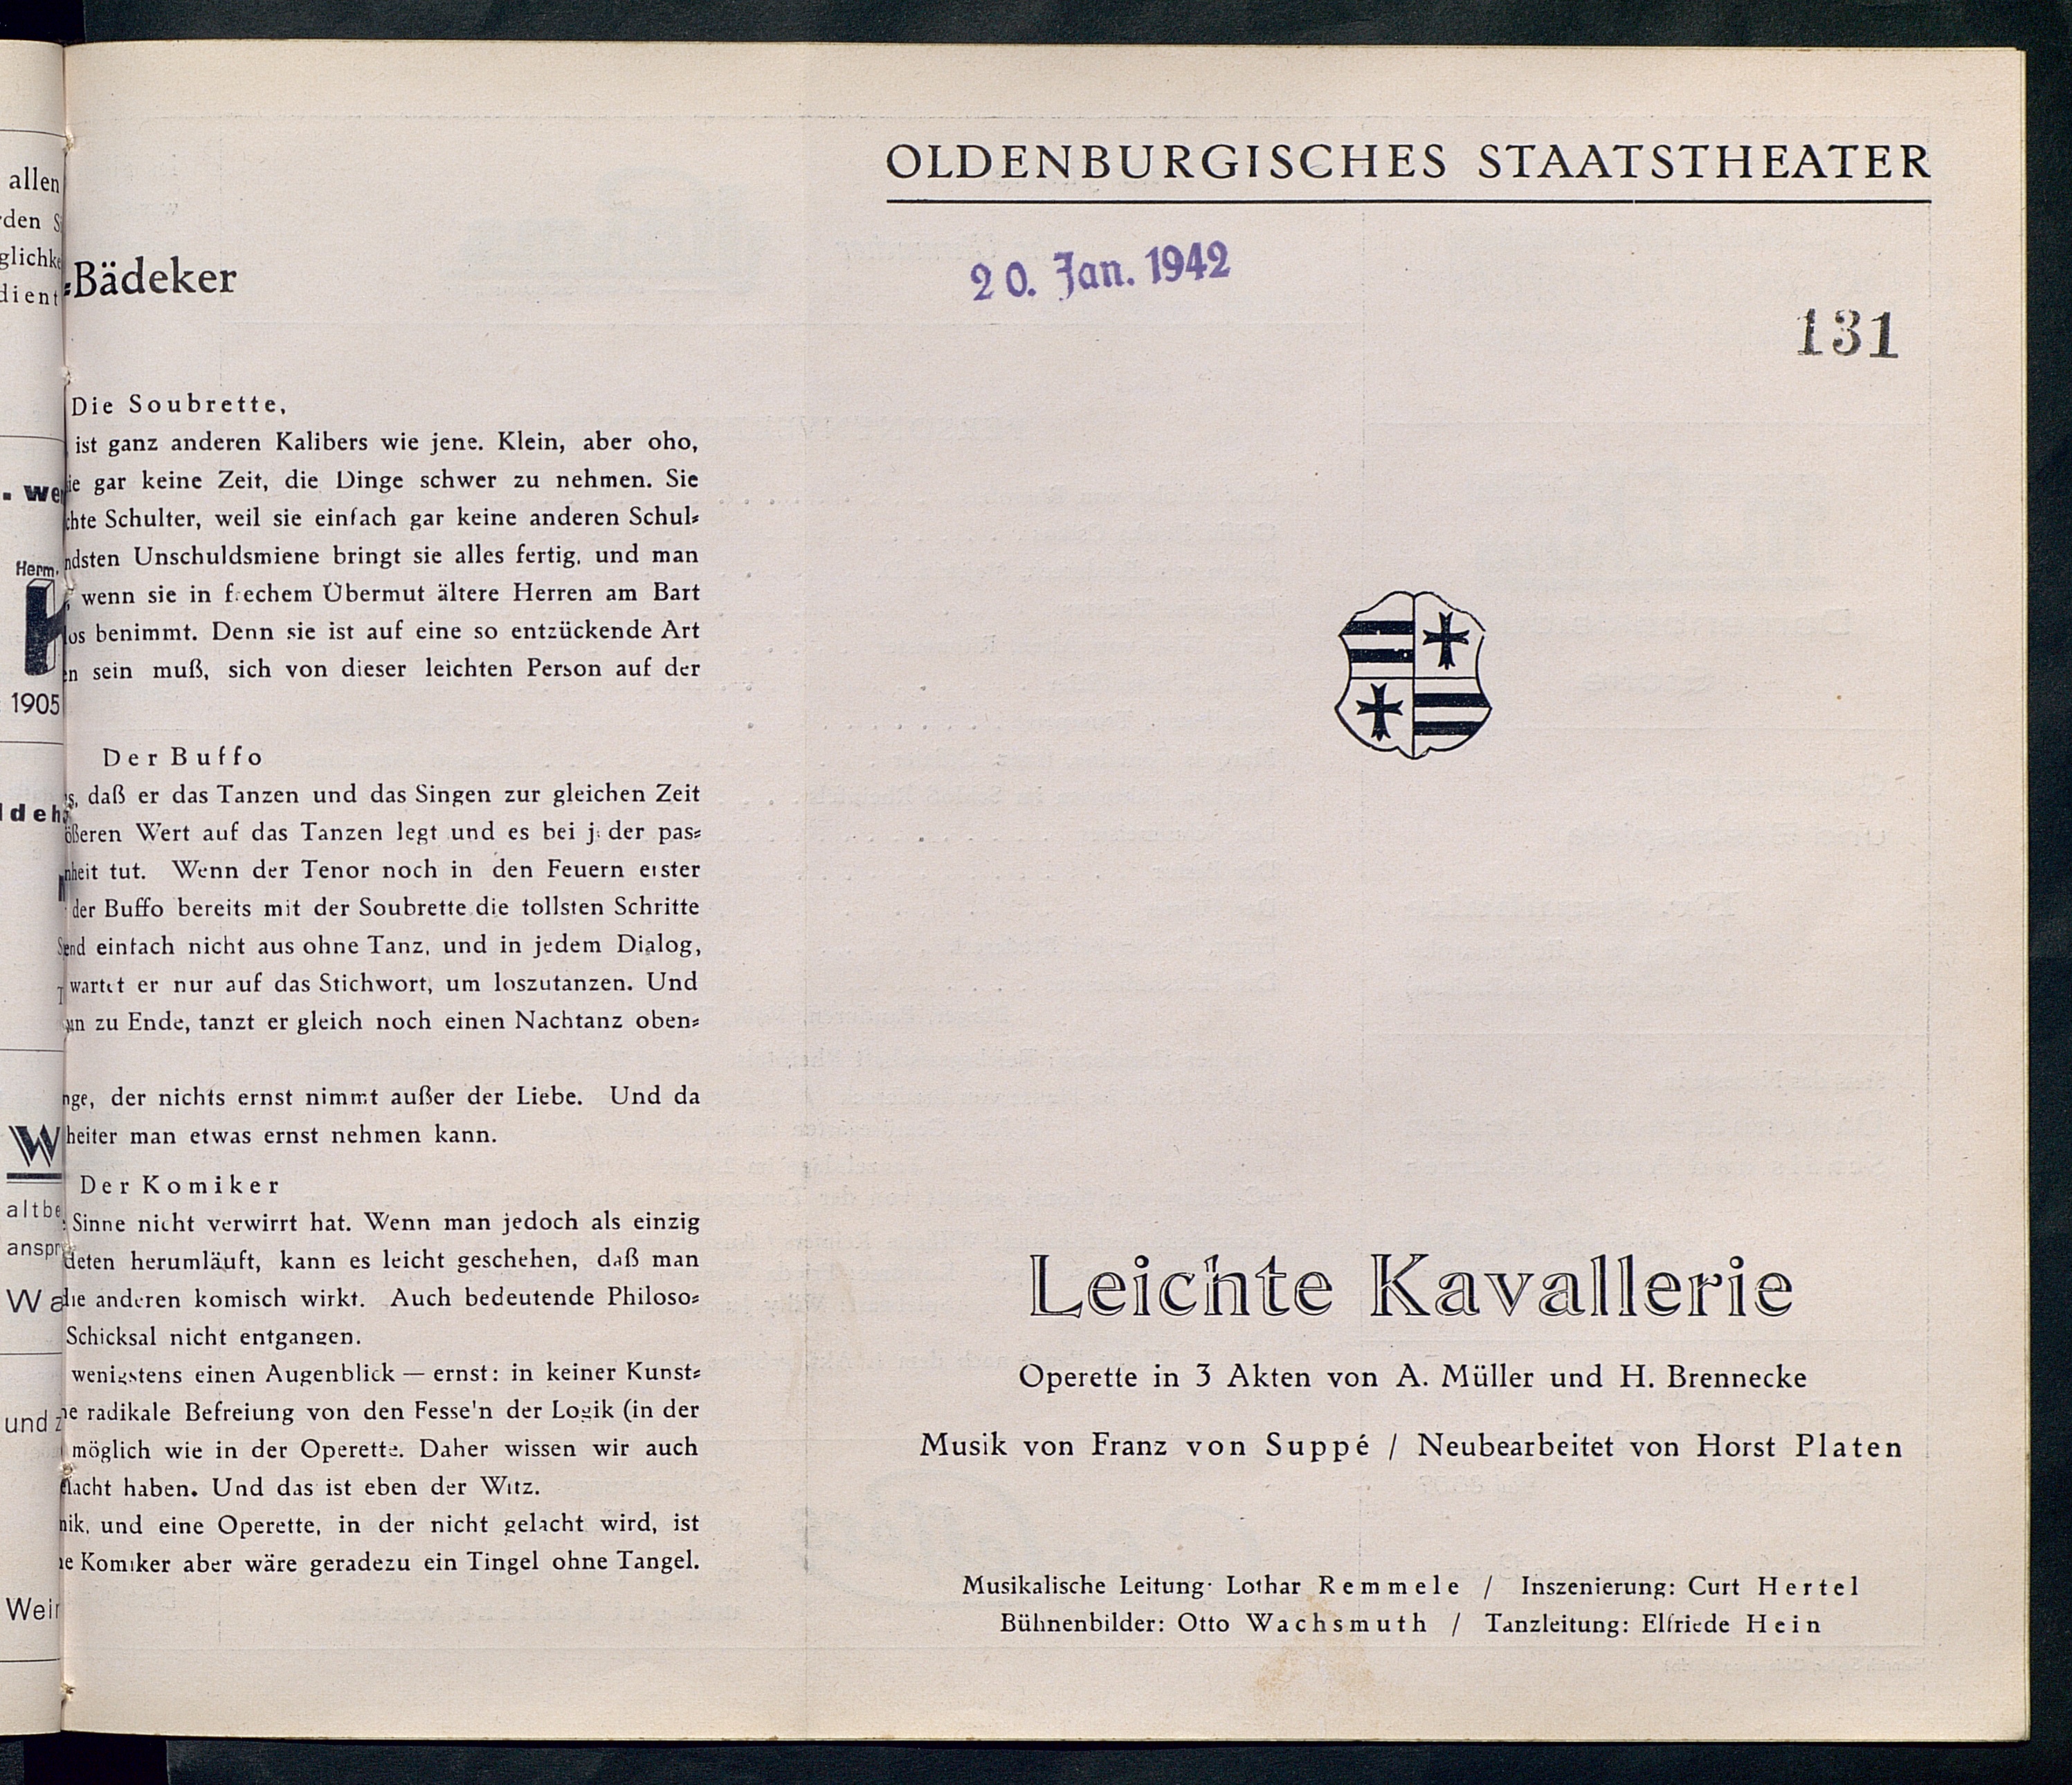 allen
dient
. we
Herm.
1905
W
altbe
anspr
und
Wein
Bädeker
Die Soubrette,
ist ganz anderen Kalibers wie jene. Klein, aber oho,
gar keine Zeit, die Dinge schwer zu nehmen. Sie
Schulter, weil sie einfach gar keine anderen Schul⸗
Unschuldsmiene bringt sie alles fertig, und man
wenn sie in frechem Übermut ältere Herren am Bart
benimmt. Denn sie ist auf eine so entzückende Art
sein muß, sich von dieser leichten Person auf der
Der Buffo
daß er das Tanzen und das Singen zur gleichen Zeit
Wert auf das Tanzen legt und es bei jeder pas⸗
tut. Wenn der Tenor noch in den Feuern erster
der Buffo bereits mit der Soubrette die tollsten Schritte
einfach nicht aus ohne Tanz, und in jedem Dialog,
wartet er nur auf das Stichwort, um loszutanzen. Und
zu Ende, tanzt er gleich noch einen Nachtanz oben⸗
der nichts ernst nimmt außer der Liebe. Und da
heiter man etwas ernst nehmen kann.
Der Komiker
Sinne nicht verwirrt hat. Wenn man jedoch als einzig
herumläuft, kann es leicht geschehen, daß man
anderen komisch wirkt. Auch bedeutende Philoso⸗
Schicksal nicht entgangen.
wenigstens einen Augenblick — ernst: in keiner Kunst⸗
radikale Befreiung von den Fesseln der Logik (in der
möglich wie in der Operette. Daher wissen wir auch
haben. Und das ist eben der Witz.
und eine Operette, in der nicht gelacht wird, ist
Komiker aber wäre geradezu ein Tingel ohne Tangel.
OLDENBURGISCHES STAATSTHEATER
20. Jan. 1942
131
Leichte Kavallerie
Operette in 3 Akten von A. Müller und H. Brennecke
Musik von Franz von Suppé / Neubearbeitet von Horst Platen
Musikalische Leitung: Lothar Remmele / Inszenierung: Curt Hertel
Bühnenbilder: Otto Wachsmuth / Tanzleitung: Elfriede Hein